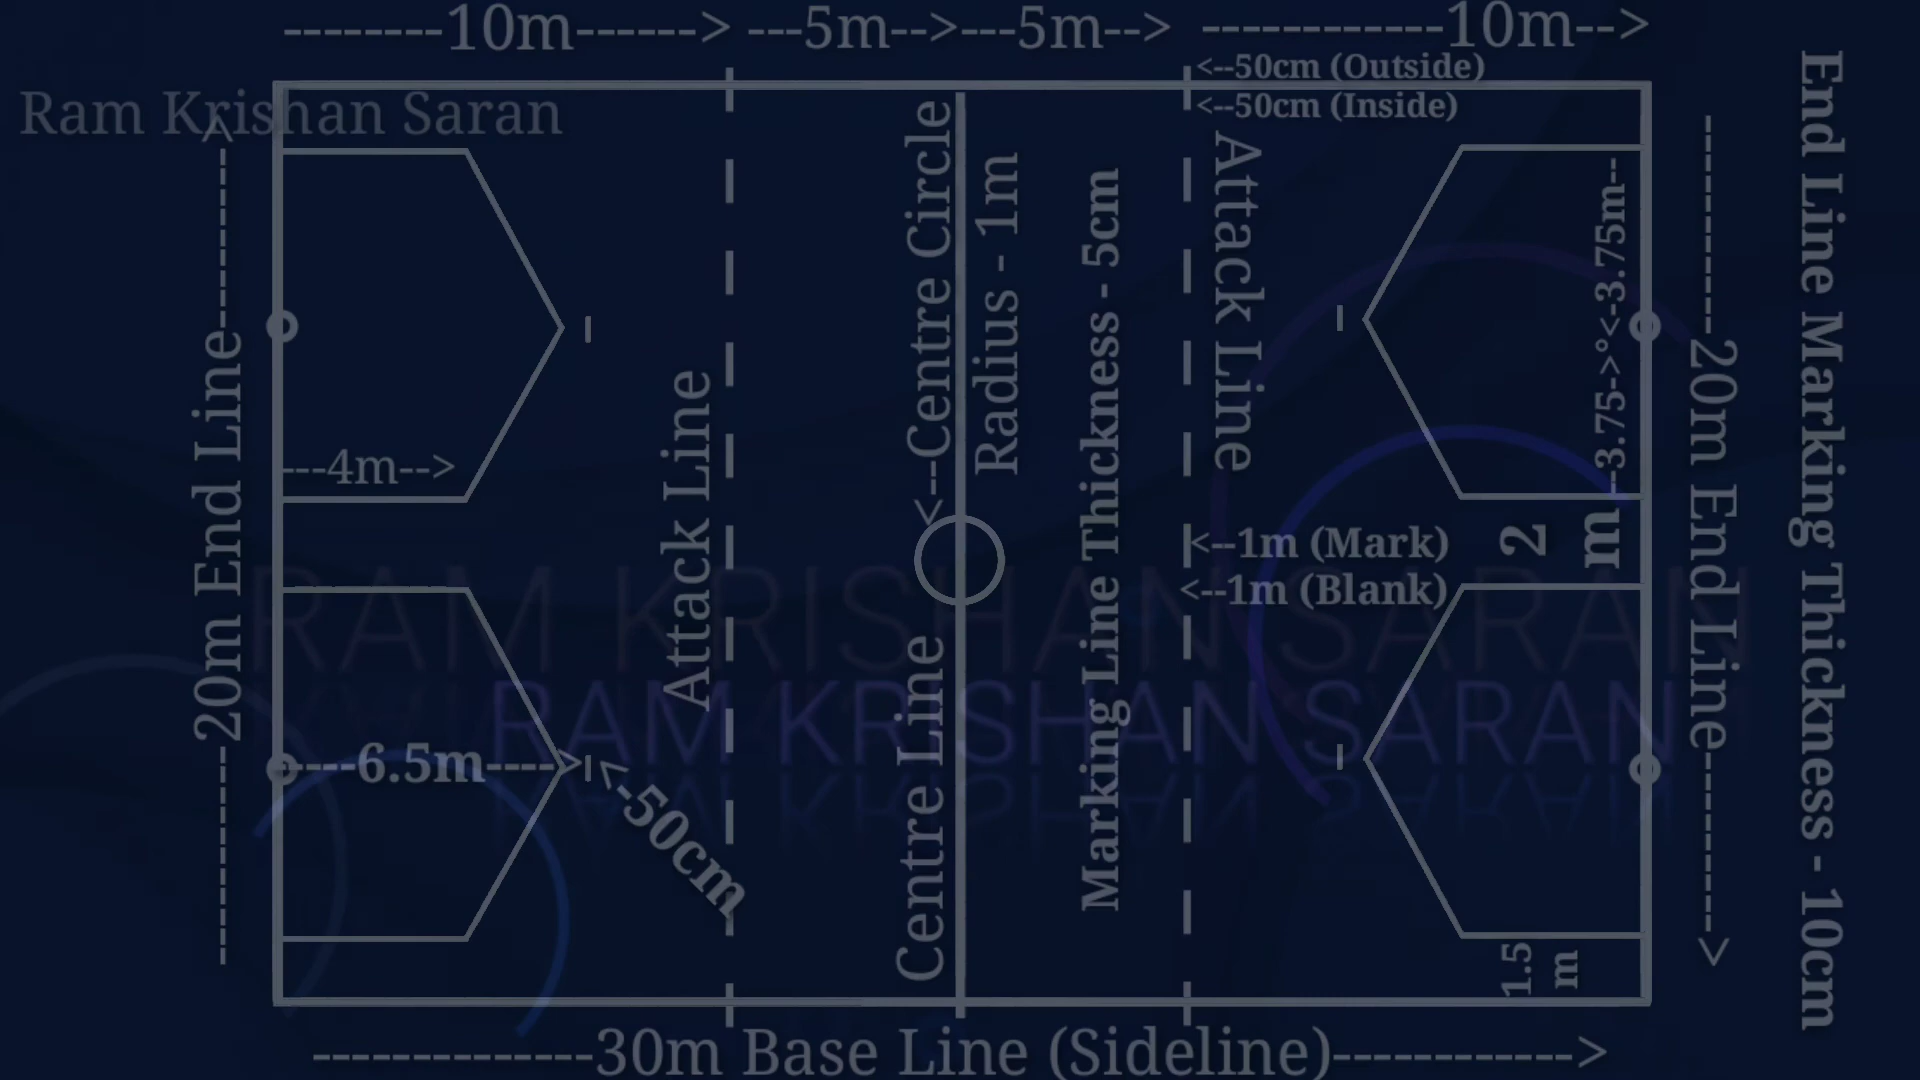 --------10m------>
---5m-->
---5m-->
------------10m-->
<--50cm (Outside)
<--50cm (Inside)
Ram Krishan Saran
----------20m End Line---------->
Attack Line
<--Centre Circle
Radius - 1m
Centre Line
Marking Line Thickness - 5cm
Attack Line
--3.75->°<-3.75m--
----------20m End Line---------->
End Line Marking Thickness - 10cm
---4m-->
<--1m (Mark)
<--1m (Blank)
2
m
RAM KRISHAN SARAN
RAM KRISHAN SARAN
----6.5m---->
<--50cm
1.5
m
--------------30m Base Line (Sideline)------------>